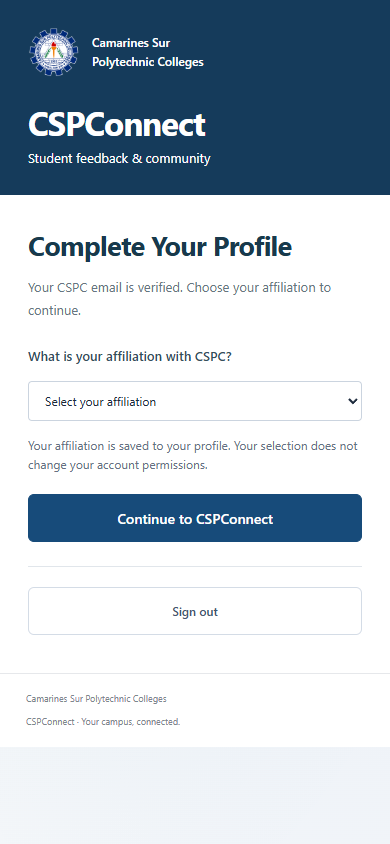 Camarines Sur
Polytechnic Colleges
CSPConnect
Student feedback & community
Complete Your Profile
Your CSPC email is verified. Choose your affiliation to
continue.
What is your affiliation with CSPC?
Select your affiliation
Your affiliation is saved to your profile. Your selection does not
change your account permissions.
Continue to CSPConnect
Sign out
Camarines Sur Polytechnic Colleges
CSPConnect · Your campus, connected.